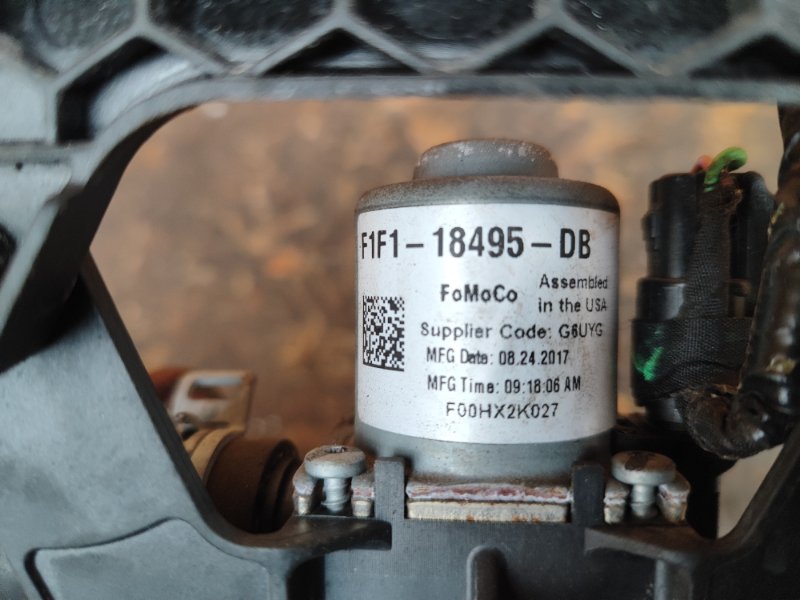 F1F1-18495-DB
FoMoCo
Assembled
in the USA
Supplier Code: G6UYG
MFG Date: 08.24.2017
MFG Time: 09:18:06 AM
F00HX2K027